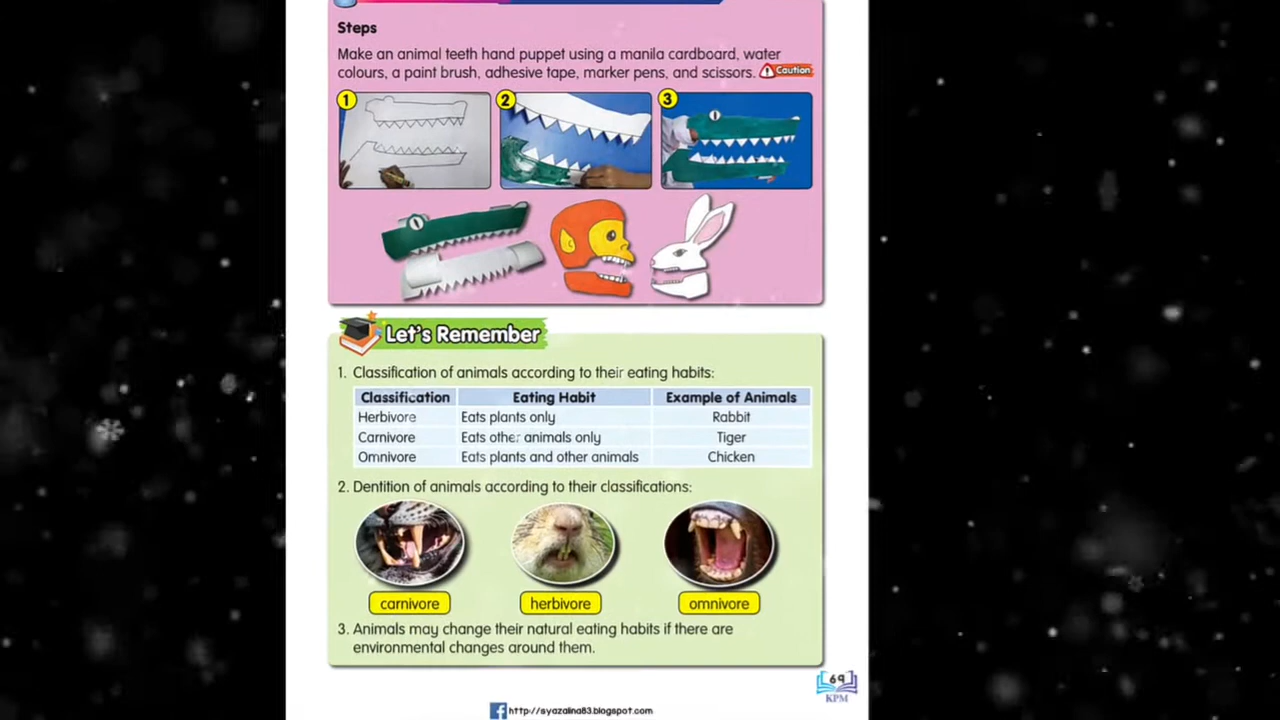 Steps
Make an animal teeth hand puppet using a manila cardboard, water
colours, a paint brush, adhesive tape, marker pens, and scissors. Caution
1 2 3
Let's Remember
1. Classification of animals according to their eating habits:
Classification Eating Habit Example of Animals
Herbivore Eats plants only Rabbit
Carnivore Eats other animals only Tiger
Omnivore Eats plants and other animals Chicken
2. Dentition of animals according to their classifications:
carnivore herbivore omnivore
3. Animals may change their natural eating habits if there are
environmental changes around them.
69
KPM
http://syazalina83.blogspot.com